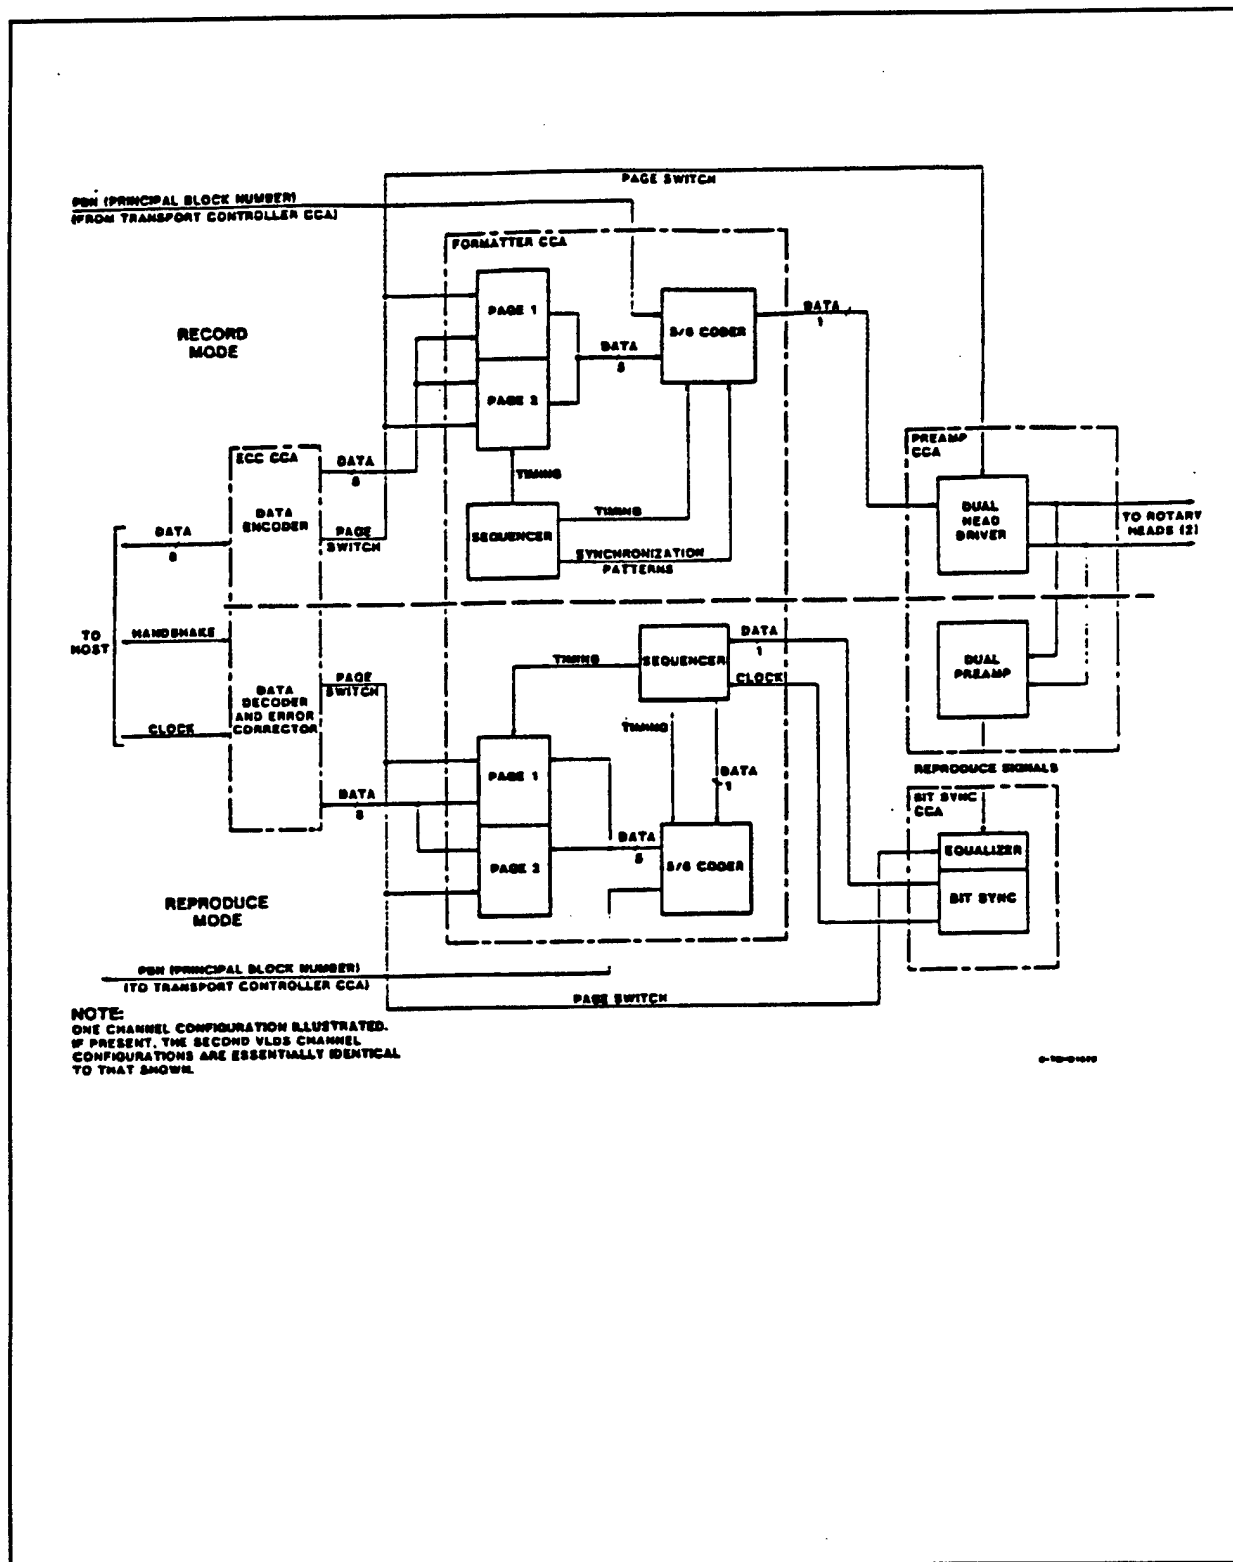 PAGE SWITCH
PBN (PRINCIPAL BLOCK NUMBER)
(FROM TRANSPORT CONTROLLER CCA)
FORMATTER CCA
RECORD
MODE
PAGE 1
PAGE 2
DATA
8
5/6 CODER
DATA
1
ECC CCA
DATA
ENCODER
DATA
8
PAGE
SWITCH
TIMING
SEQUENCER
TIMING
SYNCHRONIZATION
PATTERNS
PREAMP
CCA
DUAL
HEAD
DRIVER
TO ROTARY
HEADS (2)
DATA
8
TO
HOST
HANDSHAKE
CLOCK
DATA
DECODER
AND ERROR
CORRECTOR
PAGE
SWITCH
DATA
8
TIMING
SEQUENCER
DATA
1
CLOCK
TIMING
DATA
1
DUAL
PREAMP
REPRODUCE SIGNALS
PAGE 1
PAGE 2
DATA
5/6 CODER
BIT SYNC
CCA
EQUALIZER
BIT SYNC
REPRODUCE
MODE
PBN (PRINCIPAL BLOCK NUMBER)
(TO TRANSPORT CONTROLLER CCA)
PAGE SWITCH
NOTE:
ONE CHANNEL CONFIGURATION ILLUSTRATED.
IF PRESENT, THE SECOND VLDS CHANNEL
CONFIGURATIONS ARE ESSENTIALLY IDENTICAL
TO THAT SHOWN.